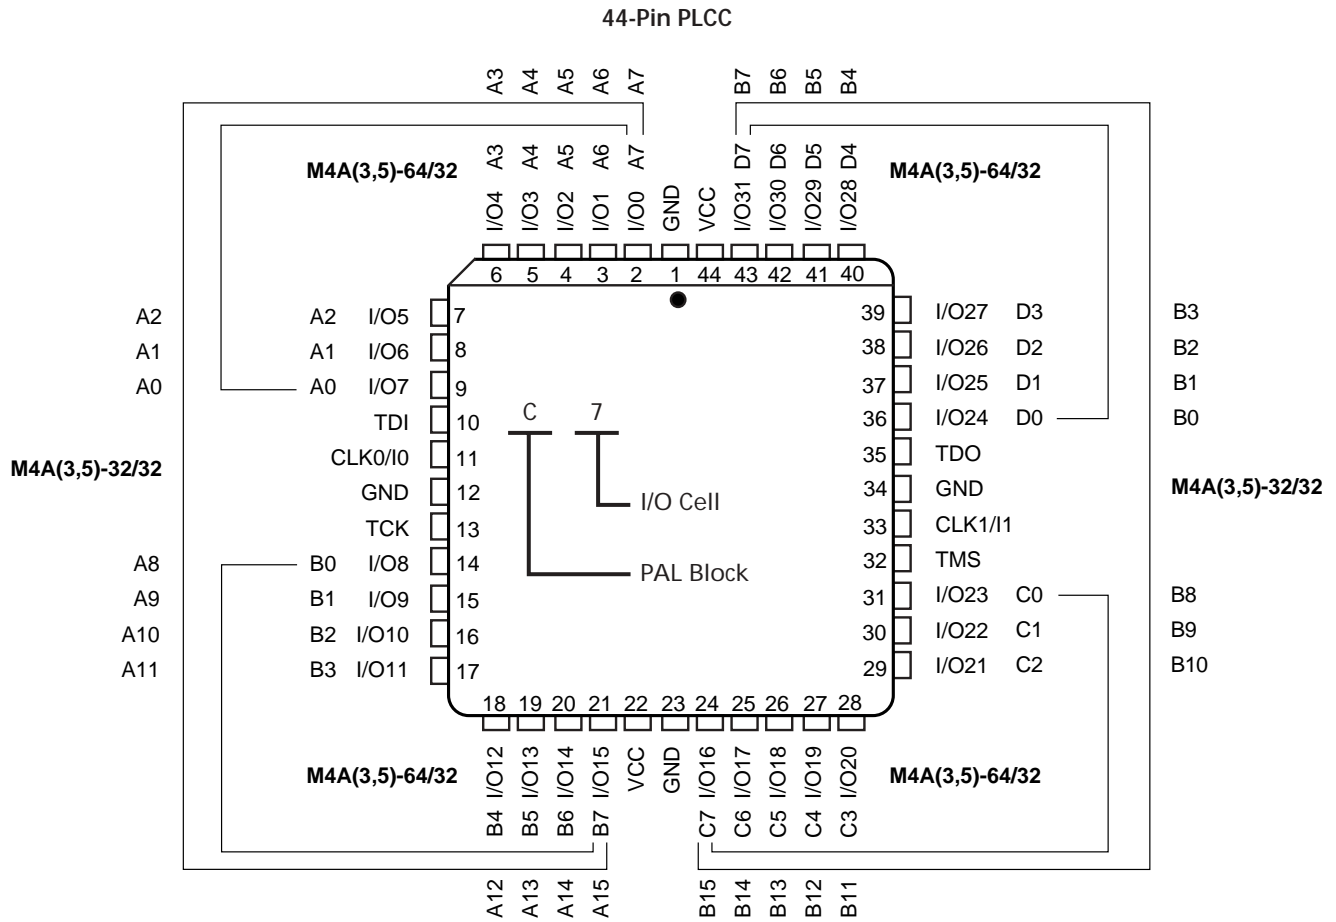 44-Pin PLCC
A3 A4 A5 A6 A7 B7 B6 B5 B4
M4A(3,5)-64/32 A3 A4 A5 A6 A7 D7 D6 D5 D4 M4A(3,5)-64/32
I/O4 I/O3 I/O2 I/O1 I/O0 GND VCC I/O31 I/O30 I/O29 I/O28
6 5 4 3 2 1 44 43 42 41 40
A2 A2 I/O5 7 39 I/O27 D3 B3
A1 A1 I/O6 8 38 I/O26 D2 B2
A0 A0 I/O7 9 37 I/O25 D1 B1
TDI 10 C 7 36 I/O24 D0 B0
CLK0/I0 11 35 TDO
M4A(3,5)-32/32 M4A(3,5)-32/32
GND 12 I/O Cell 34 GND
TCK 13 33 CLK1/I1
A8 B0 I/O8 14 PAL Block 32 TMS
A9 B1 I/O9 15 31 I/O23 C0 B8
A10 B2 I/O10 16 30 I/O22 C1 B9
A11 B3 I/O11 17 29 I/O21 C2 B10
18 19 20 21 22 23 24 25 26 27 28
M4A(3,5)-64/32 I/O12 I/O13 I/O14 I/O15 VCC GND I/O16 I/O17 I/O18 I/O19 I/O20 M4A(3,5)-64/32
B4 B5 B6 B7 C7 C6 C5 C4 C3
A12 A13 A14 A15 B15 B14 B13 B12 B11